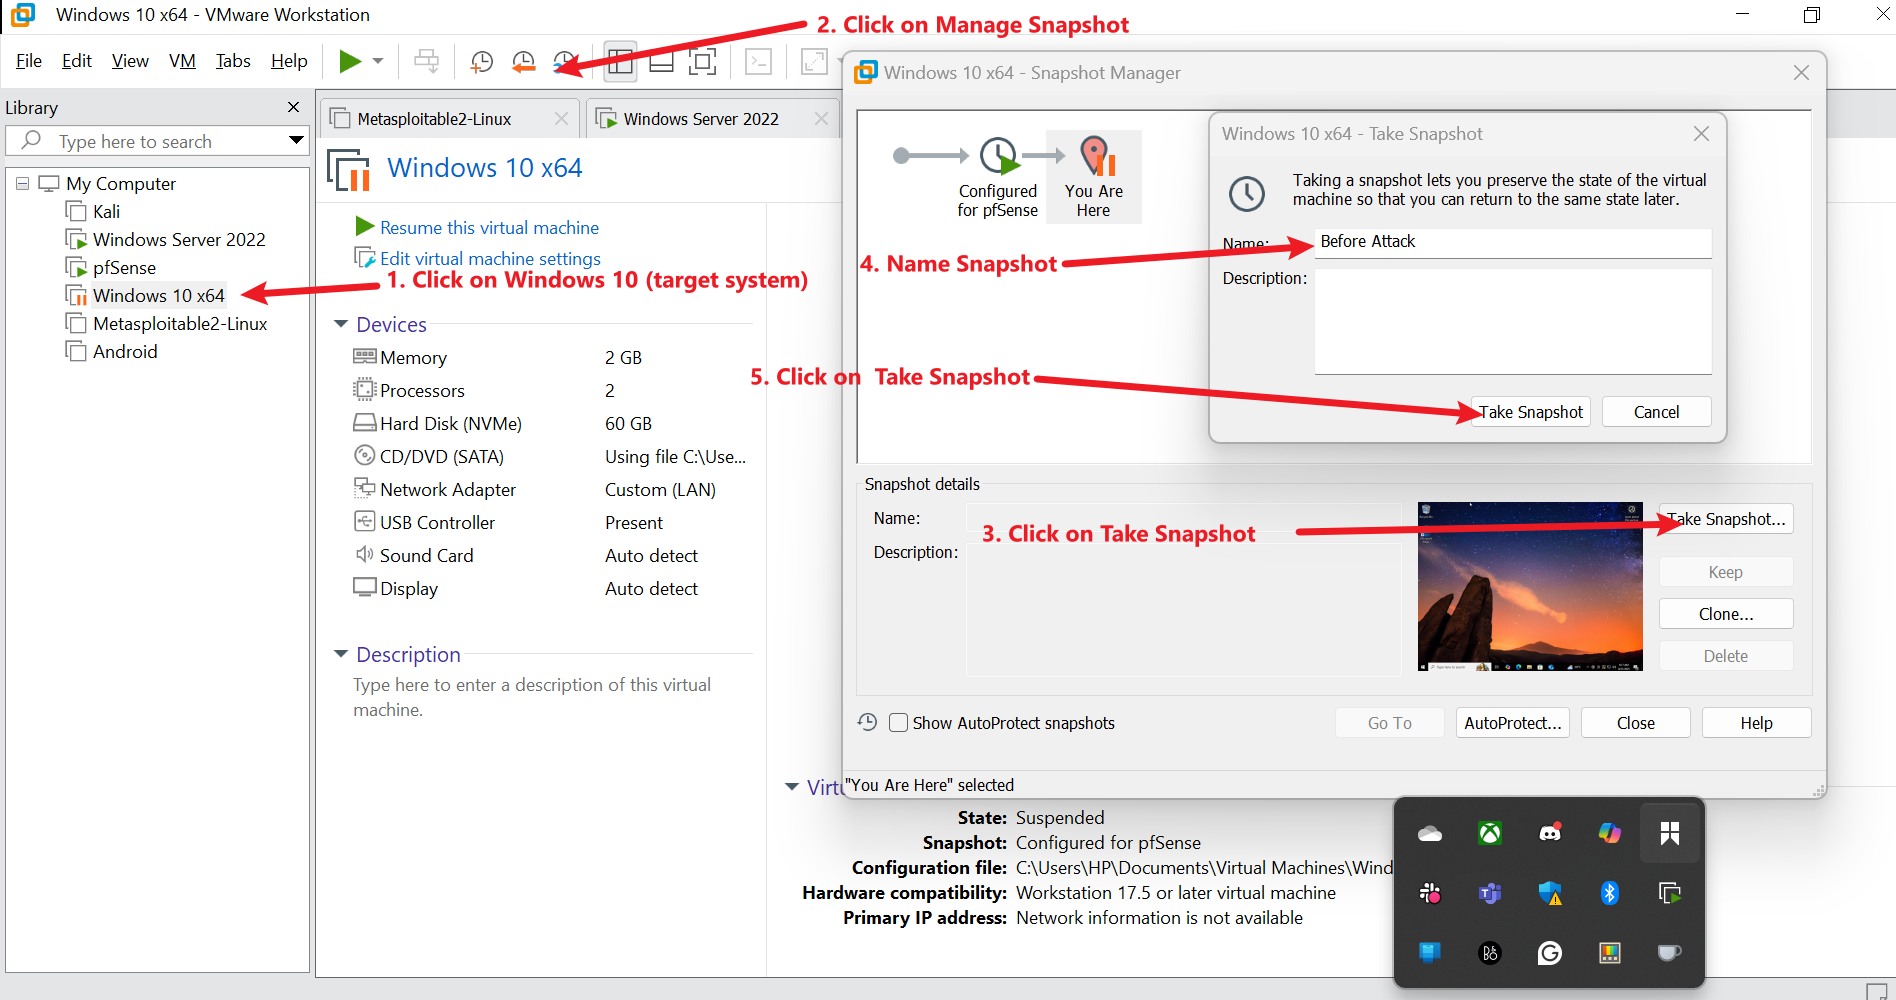 Windows 10 x64 - VMware Workstation
2. Click on Manage Snapshot
File Edit View VM Tabs Help
Library
Type here to search
My Computer
Kali
Windows Server 2022
pfSense
Windows 10 x64
Metasploitable2-Linux
Android
Metasploitable2-Linux
Windows Server 2022
Windows 10 x64
Resume this virtual machine
Edit virtual machine settings
1. Click on Windows 10 (target system)
Devices
Memory 2 GB
Processors 2
Hard Disk (NVMe) 60 GB
CD/DVD (SATA) Using file C:\Use...
Network Adapter Custom (LAN)
USB Controller Present
Sound Card Auto detect
Display Auto detect
Description
Type here to enter a description of this virtual
machine.
Windows 10 x64 - Snapshot Manager
Configured
for pfSense
You Are
Here
Windows 10 x64 - Take Snapshot
Taking a snapshot lets you preserve the state of the virtual
machine so that you can return to the same state later.
Name: Before Attack
4. Name Snapshot
Description:
5. Click on Take Snapshot
Take Snapshot Cancel
Snapshot details
Name:
Description:
3. Click on Take Snapshot
Take Snapshot...
Keep
Clone...
Delete
Show AutoProtect snapshots
Go To AutoProtect... Close Help
"You Are Here" selected
Virtu
State: Suspended
Snapshot: Configured for pfSense
Configuration file: C:\Users\HP\Documents\Virtual Machines\Wind
Hardware compatibility: Workstation 17.5 or later virtual machine
Primary IP address: Network information is not available